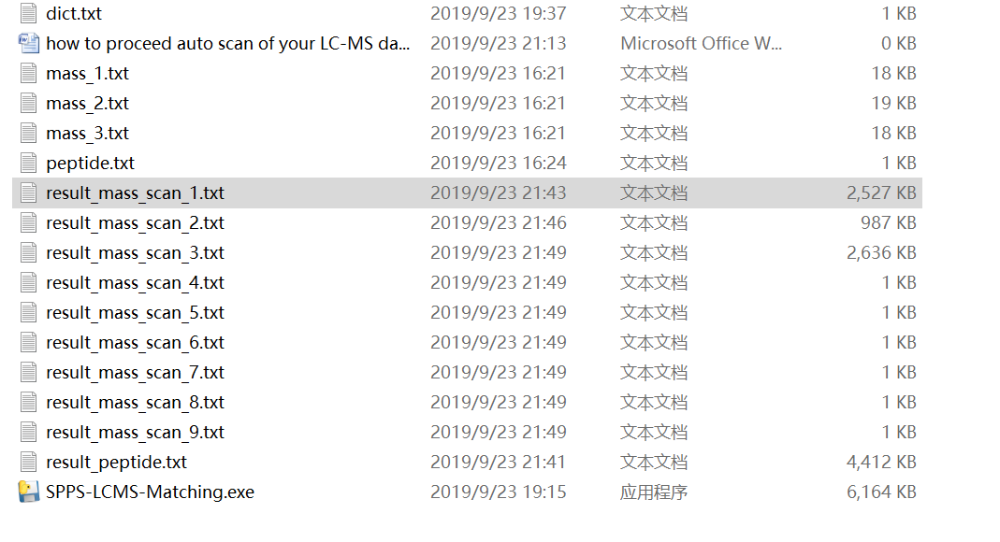 dict.txt 2019/9/23 19:37 文本文档 1 KB
how to proceed auto scan of your LC-MS da... 2019/9/23 21:13 Microsoft Office W... 0 KB
mass_1.txt 2019/9/23 16:21 文本文档 18 KB
mass_2.txt 2019/9/23 16:21 文本文档 19 KB
mass_3.txt 2019/9/23 16:21 文本文档 18 KB
peptide.txt 2019/9/23 16:24 文本文档 1 KB
result_mass_scan_1.txt 2019/9/23 21:43 文本文档 2,527 KB
result_mass_scan_2.txt 2019/9/23 21:46 文本文档 987 KB
result_mass_scan_3.txt 2019/9/23 21:49 文本文档 2,636 KB
result_mass_scan_4.txt 2019/9/23 21:49 文本文档 1 KB
result_mass_scan_5.txt 2019/9/23 21:49 文本文档 1 KB
result_mass_scan_6.txt 2019/9/23 21:49 文本文档 1 KB
result_mass_scan_7.txt 2019/9/23 21:49 文本文档 1 KB
result_mass_scan_8.txt 2019/9/23 21:49 文本文档 1 KB
result_mass_scan_9.txt 2019/9/23 21:49 文本文档 1 KB
result_peptide.txt 2019/9/23 21:41 文本文档 4,412 KB
SPPS-LCMS-Matching.exe 2019/9/23 19:15 应用程序 6,164 KB